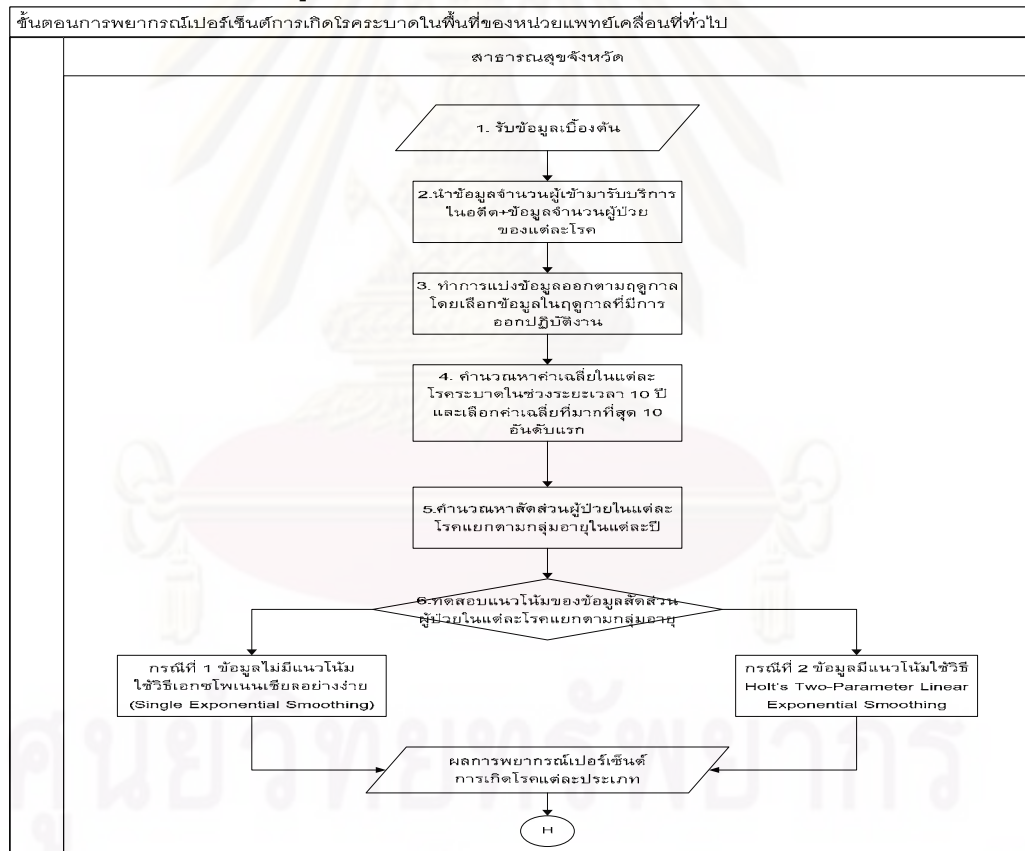 ขั้นตอนการพยากรณ์เปอร์เซ็นต์การเกิดโรคระบาดในพื้นที่ของหน่วยแพทย์เคลื่อนที่ทั่วไป
สาธารณสุขจังหวัด
1. รับข้อมูลเบื้องต้น
2.นำข้อมูลจำนวนผู้เข้ามารับบริการ
ในอดีต+ข้อมูลจำนวนผู้ป่วย
ของแต่ละโรค
3. ทำการแบ่งข้อมูลออกตามฤดูกาล
โดยเลือกข้อมูลในฤดูกาลที่มีการ
ออกปฏิบัติงาน
4. คำนวณหาค่าเฉลี่ยในแต่ละ
โรคระบาดในช่วงระยะเวลา 10 ปี
และเลือกค่าเฉลี่ยที่มากที่สุด 10
อันดับแรก
5.คำนวณหาสัดส่วนผู้ป่วยในแต่ละ
โรคแยกตามกลุ่มอายุในแต่ละปี
6.ทดสอบแนวโน้มของข้อมูลสัดส่วน
ผู้ป่วยในแต่ละโรคแยกตามกลุ่มอายุ
กรณีที่ 1 ข้อมูลไม่มีแนวโน้ม
ใช้วิธีเอกซโพเนนเชียลอย่างง่าย
(Single Exponential Smoothing)
กรณีที่ 2 ข้อมูลมีแนวโน้มใช้วิธี
Holt's Two-Parameter Linear
Exponential Smoothing
ผลการพยากรณ์เปอร์เซ็นต์
การเกิดโรคแต่ละประเภท
H
ศูนย์วิทยทรัพยากร